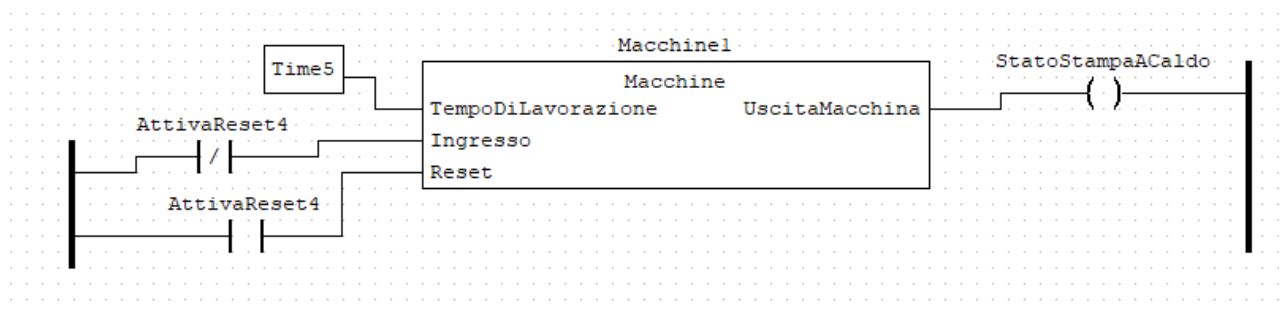 Macchine1
StatoStampaACaldo
Time5
Macchine
TempoDiLavorazione UscitaMacchina
AttivaReset4
Ingresso
/
Reset
AttivaReset4